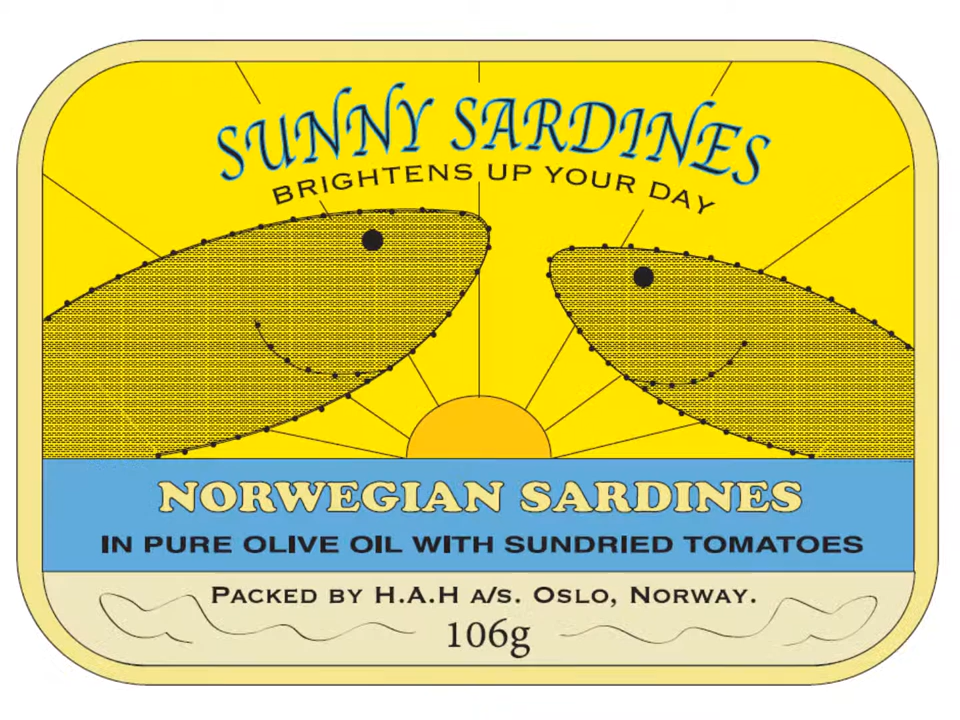 SUNNY SARDINES
BRIGHTENS UP YOUR DAY
NORWEGIAN SARDINES
IN PURE OLIVE OIL WITH SUNDRIED TOMATOES
PACKED BY H.A.H A/S. OSLO, NORWAY.
106g